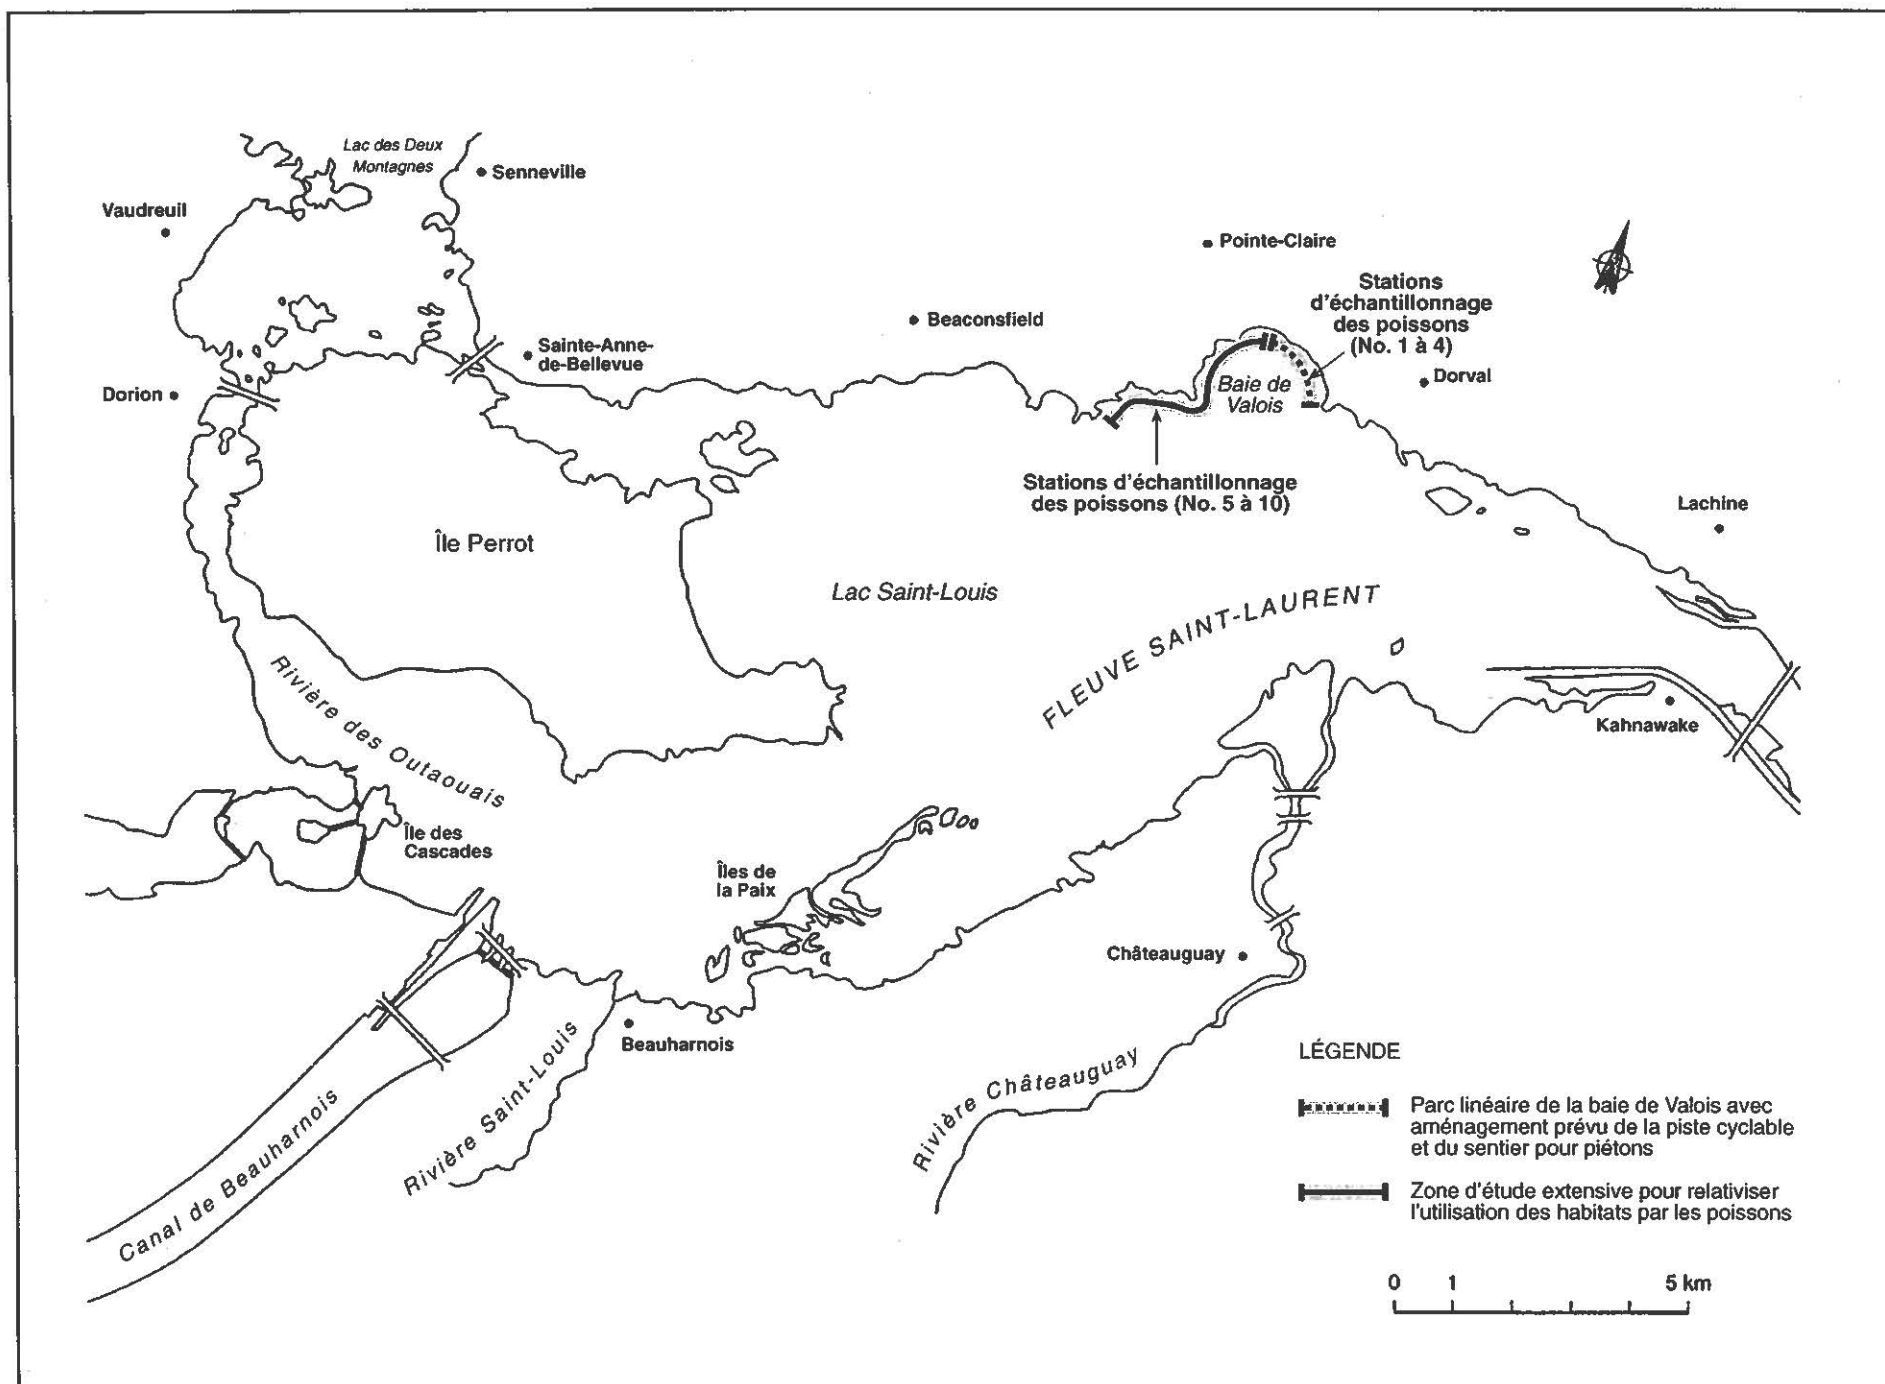 Lac des Deux
Montagnes
Senneville
Vaudreuil
Pointe-Claire
Stations
d'échantillonnage
des poissons
(No. 1 à 4)
Beaconsfield
Sainte-Anne-
de-Bellevue
Dorion
Baie de
Valois
Dorval
Stations d'échantillonnage
des poissons (No. 5 à 10)
Lachine
Île Perrot
Lac Saint-Louis
FLEUVE SAINT-LAURENT
Rivière des Outaouais
Kahnawake
Île des
Cascades
Îles de
la Paix
Châteauguay
Beauharnois
Rivière Saint-Louis
Canal de Beauharnois
Rivière Châteauguay
LÉGENDE
Parc linéaire de la baie de Valois avec
aménagement prévu de la piste cyclable
et du sentier pour piétons
Zone d'étude extensive pour relativiser
l'utilisation des habitats par les poissons
0 1 5 km